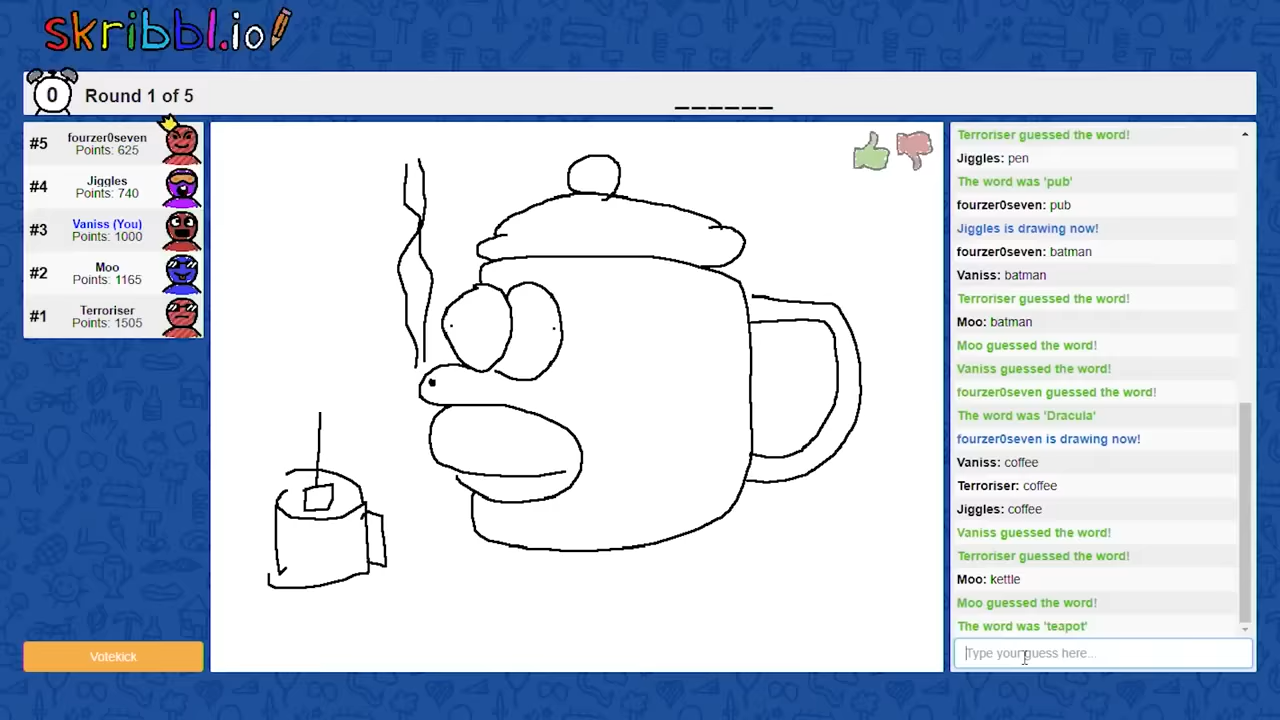 skribbl.io
0
Round 1 of 5
______
#5 fourzer0seven
Points: 625
#4 Jiggles
Points: 740
#3 Vaniss (You)
Points: 1000
#2 Moo
Points: 1165
#1 Terroriser
Points: 1505
Votekick
Terroriser guessed the word!
Jiggles: pen
The word was 'pub'
fourzer0seven: pub
Jiggles is drawing now!
fourzer0seven: batman
Vaniss: batman
Terroriser guessed the word!
Moo: batman
Moo guessed the word!
Vaniss guessed the word!
fourzer0seven guessed the word!
The word was 'Dracula'
fourzer0seven is drawing now!
Vaniss: coffee
Terroriser: coffee
Jiggles: coffee
Vaniss guessed the word!
Terroriser guessed the word!
Moo: kettle
Moo guessed the word!
The word was 'teapot'
Type your guess here...